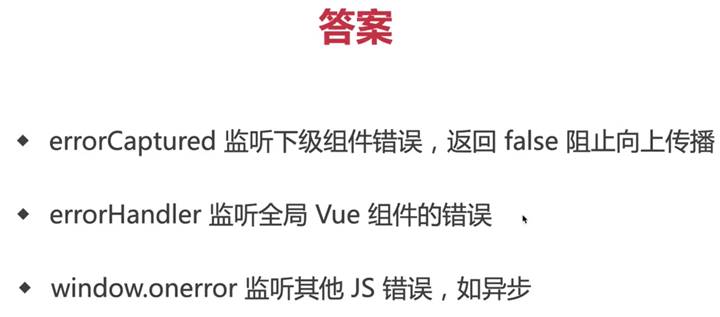 答案
◆ errorCaptured 监听下级组件错误，返回 false 阻止向上传播
◆ errorHandler 监听全局 Vue 组件的错误
◆ window.onerror 监听其他 JS 错误，如异步